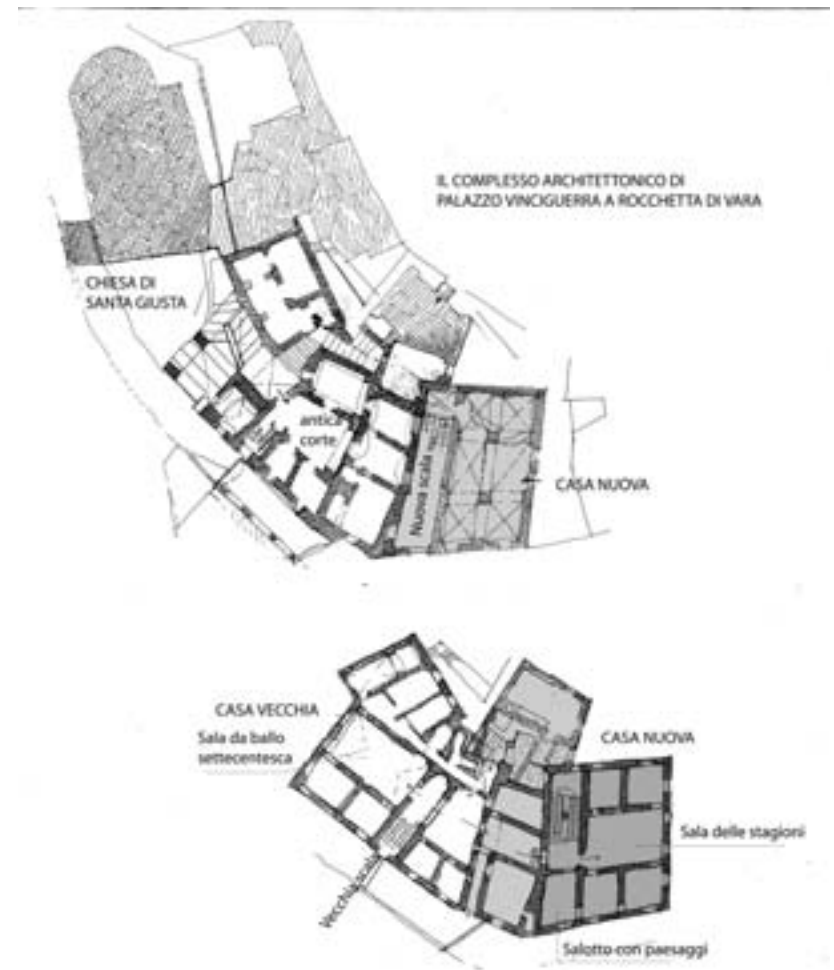 IL COMPLESSO ARCHITETTONICO DI
PALAZZO VINCIGUERRA A ROCCHETTA DI VARA
CHIESA DI
SANTA GIUSTA
antica
corte
Nuova scala
CASA NUOVA
CASA VECCHIA
Sala da ballo
settecentesca
CASA NUOVA
Sala delle stagioni
Vecchia scala
Salotto con paesaggi